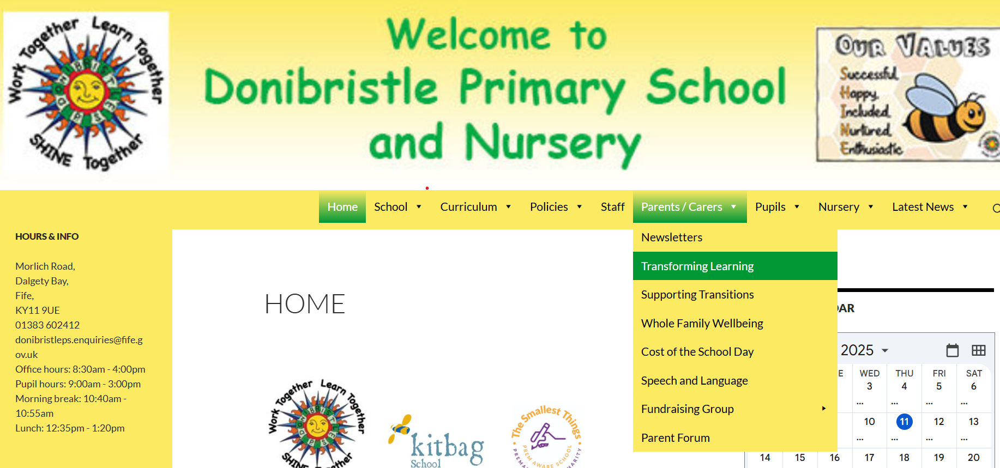 Work Together Learn Together
SHINE Together
DONIBRISTLE P.S.
Welcome to
Donibristle Primary School
and Nursery
OUR VALUES
Successful
Happy
Included
Nurtured
Enthusiastic
Home School Curriculum Policies Staff Parents / Carers Pupils Nursery Latest News
HOURS & INFO
Morlich Road,
Dalgety Bay,
Fife,
KY11 9UE
01383 602412
donibristleps.enquiries@fife.g
ov.uk
Office hours: 8:30am - 4:00pm
Pupil hours: 9:00am - 3:00pm
Morning break: 10:40am -
10:55am
Lunch: 12:35pm - 1:20pm
HOME
Work Together Learn Together
SHINE Together
kitbag
School
The Smallest Things
PREM AWARE SCHOOL
Newsletters
Transforming Learning
Supporting Transitions
Whole Family Wellbeing
Cost of the School Day
Speech and Language
Fundraising Group
Parent Forum
DAR
2025
E WED THU FRI SAT
3 4 5 6
... ... ... ...
10 11 12 13
... ... ... ...
14 15 16 17 18 19 20